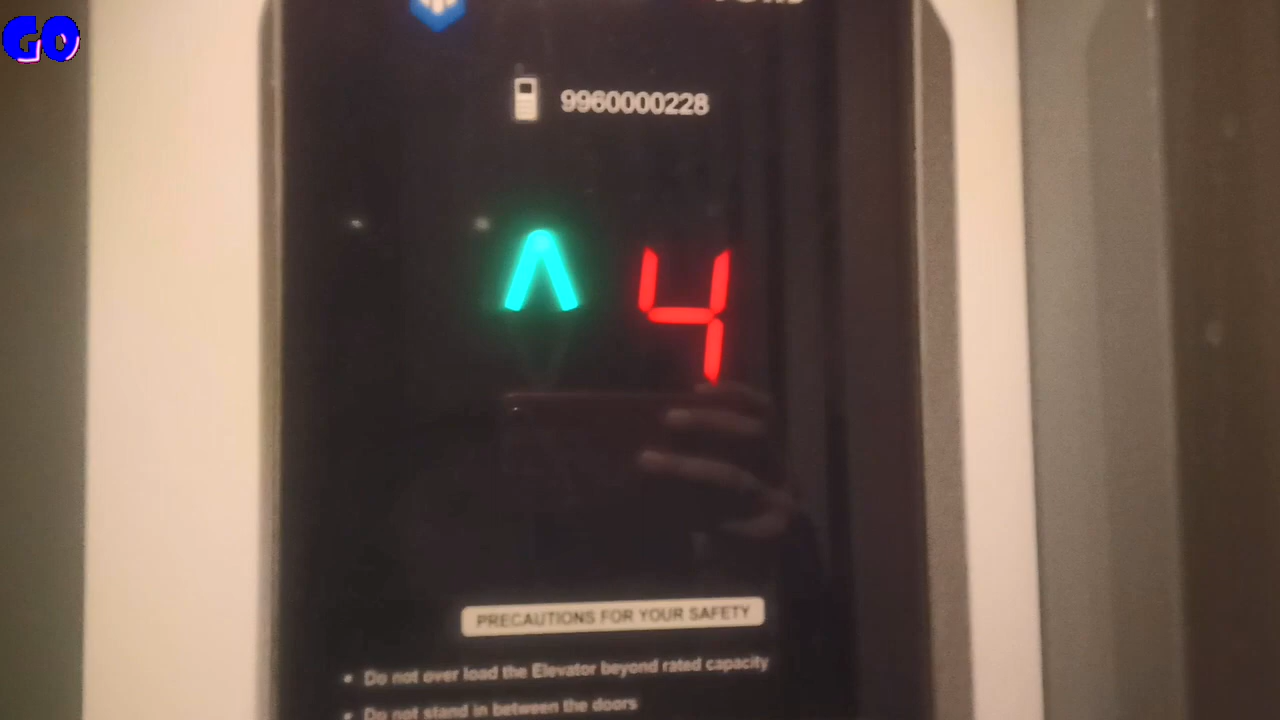 GO
9960000228
^ 4
PRECAUTIONS FOR YOUR SAFETY
• Do not over load the Elevator beyond rated capacity
• Do not stand in between the doors